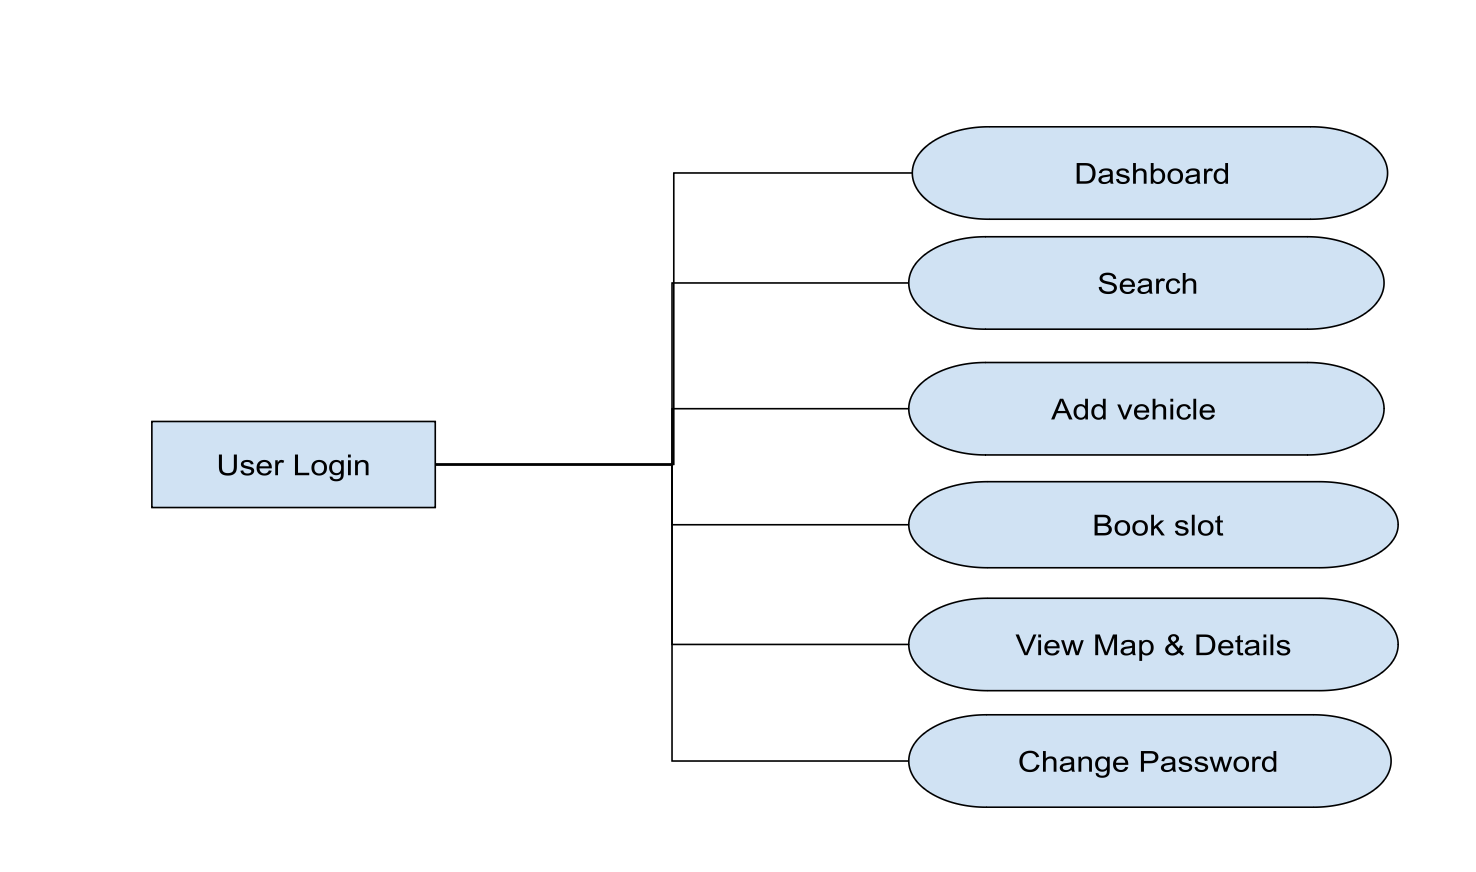 Dashboard
Search
Add vehicle
User Login
Book slot
View Map & Details
Change Password